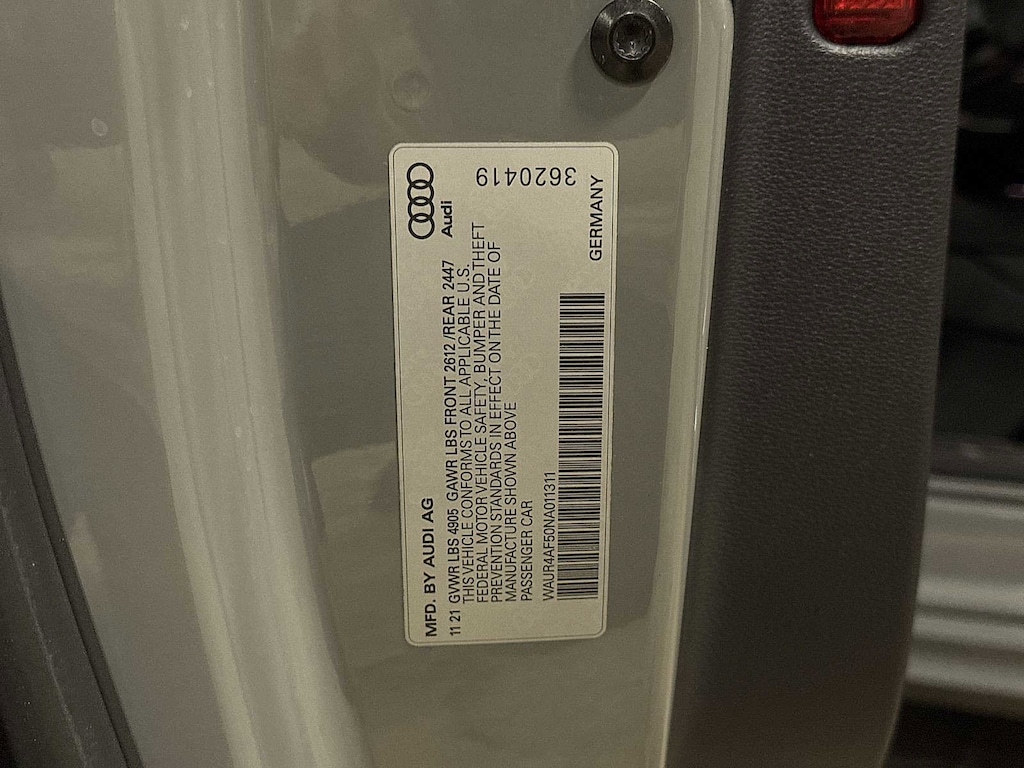 MFD. BY AUDI AG
Audi
11 21 GVWR LBS 4905 GAWR LBS FRONT 2612 /REAR 2447
THIS VEHICLE CONFORMS TO ALL APPLICABLE U.S.
FEDERAL MOTOR VEHICLE SAFETY, BUMPER AND THEFT
PREVENTION STANDARDS IN EFFECT ON THE DATE OF
MANUFACTURE SHOWN ABOVE
PASSENGER CAR
WAUR4AF50NA011311
GERMANY
3620419